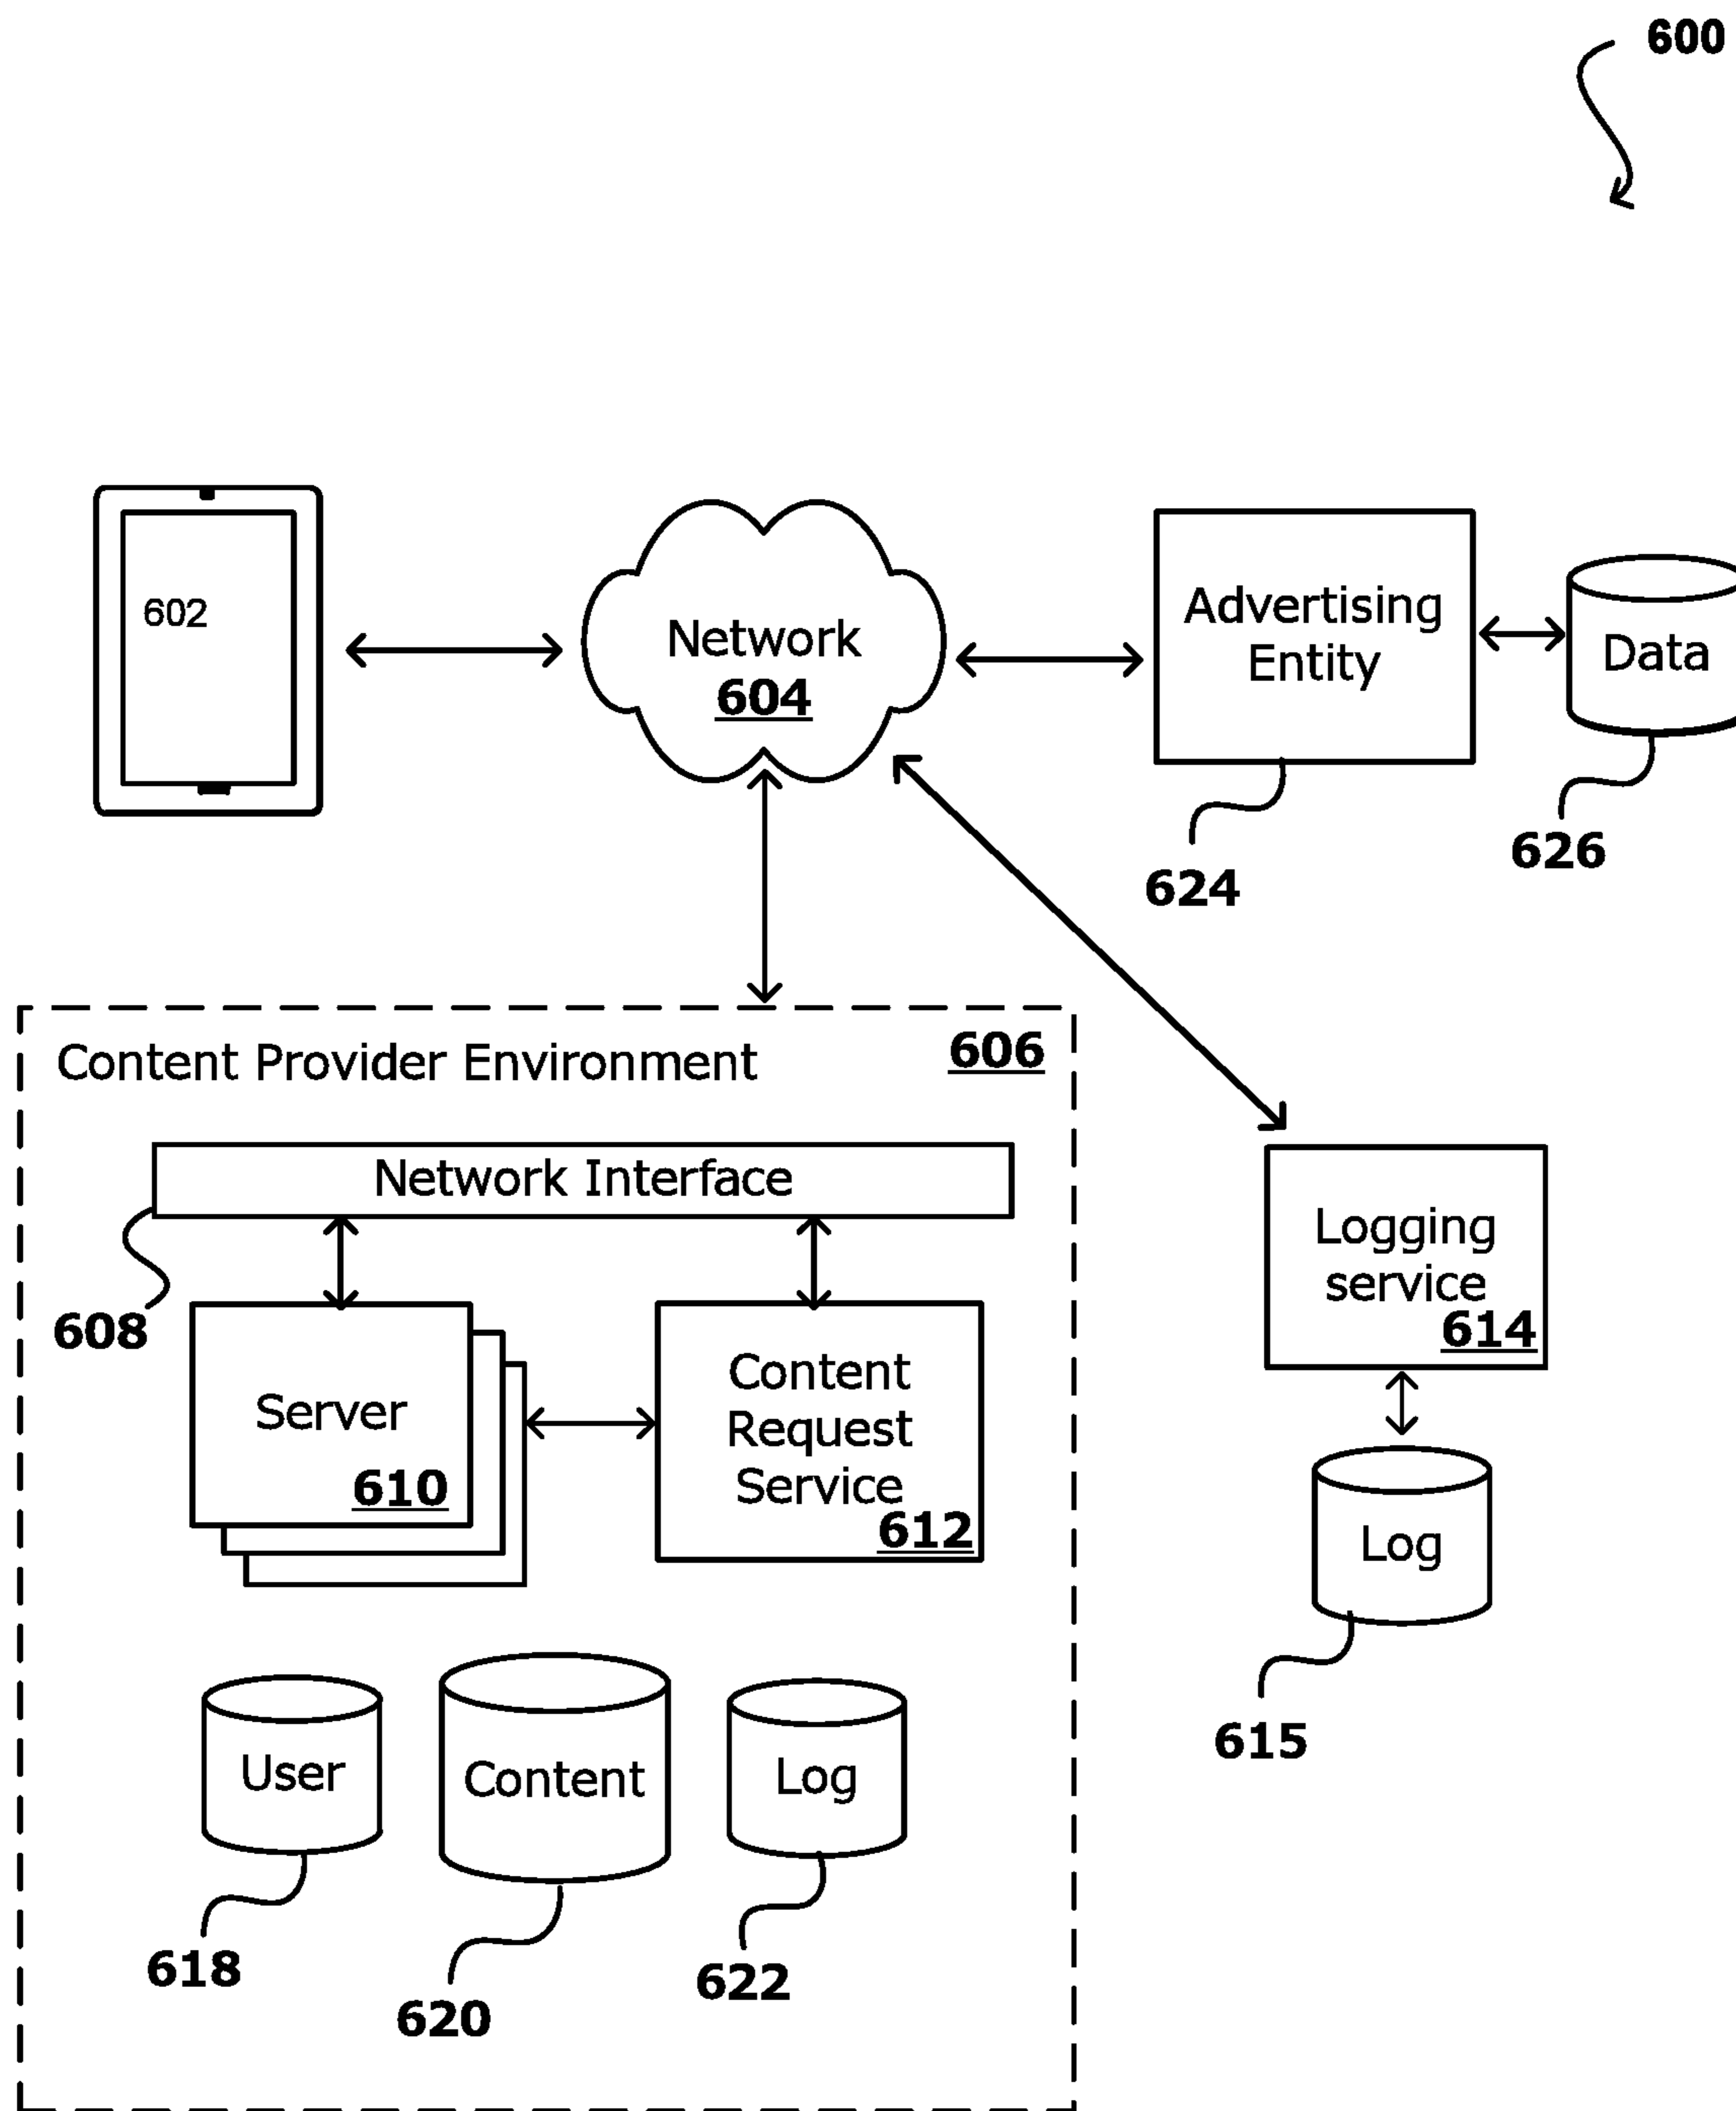 600
602
Network
604
Advertising
Entity
Data
624
626
Content Provider Environment
606
Network Interface
608
Server
610
Content
Request
Service
612
Logging
service
614
Log
615
User
Content
Log
618
620
622